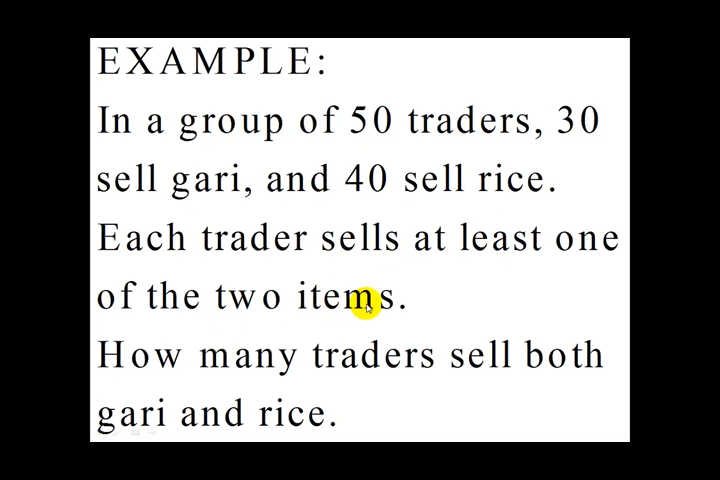 EXAMPLE:
In a group of 50 traders, 30
sell gari, and 40 sell rice.
Each trader sells at least one
of the two items.
How many traders sell both
gari and rice.